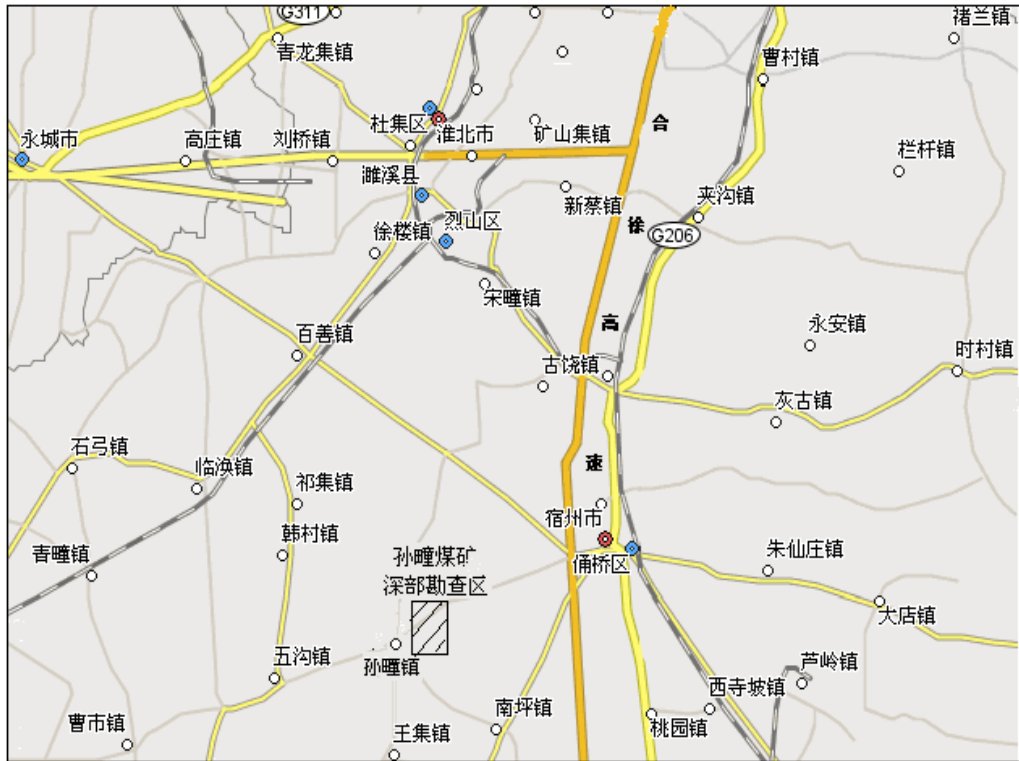 G311
褚兰镇
青龙集镇
曹村镇
永城市
高庄镇
刘桥镇
杜集区
淮北市
矿山集镇
合
栏杆镇
濉溪县
新蔡镇
夹沟镇
徐楼镇
烈山区
徐
G206
宋疃镇
高
永安镇
百善镇
古饶镇
时村镇
灰古镇
石弓镇
临涣镇
速
祁集镇
宿州市
韩村镇
青疃镇
孙疃煤矿
深部勘查区
俑桥区
朱仙庄镇
大店镇
五沟镇
孙疃镇
芦岭镇
西寺坡镇
曹市镇
南坪镇
王集镇
桃园镇